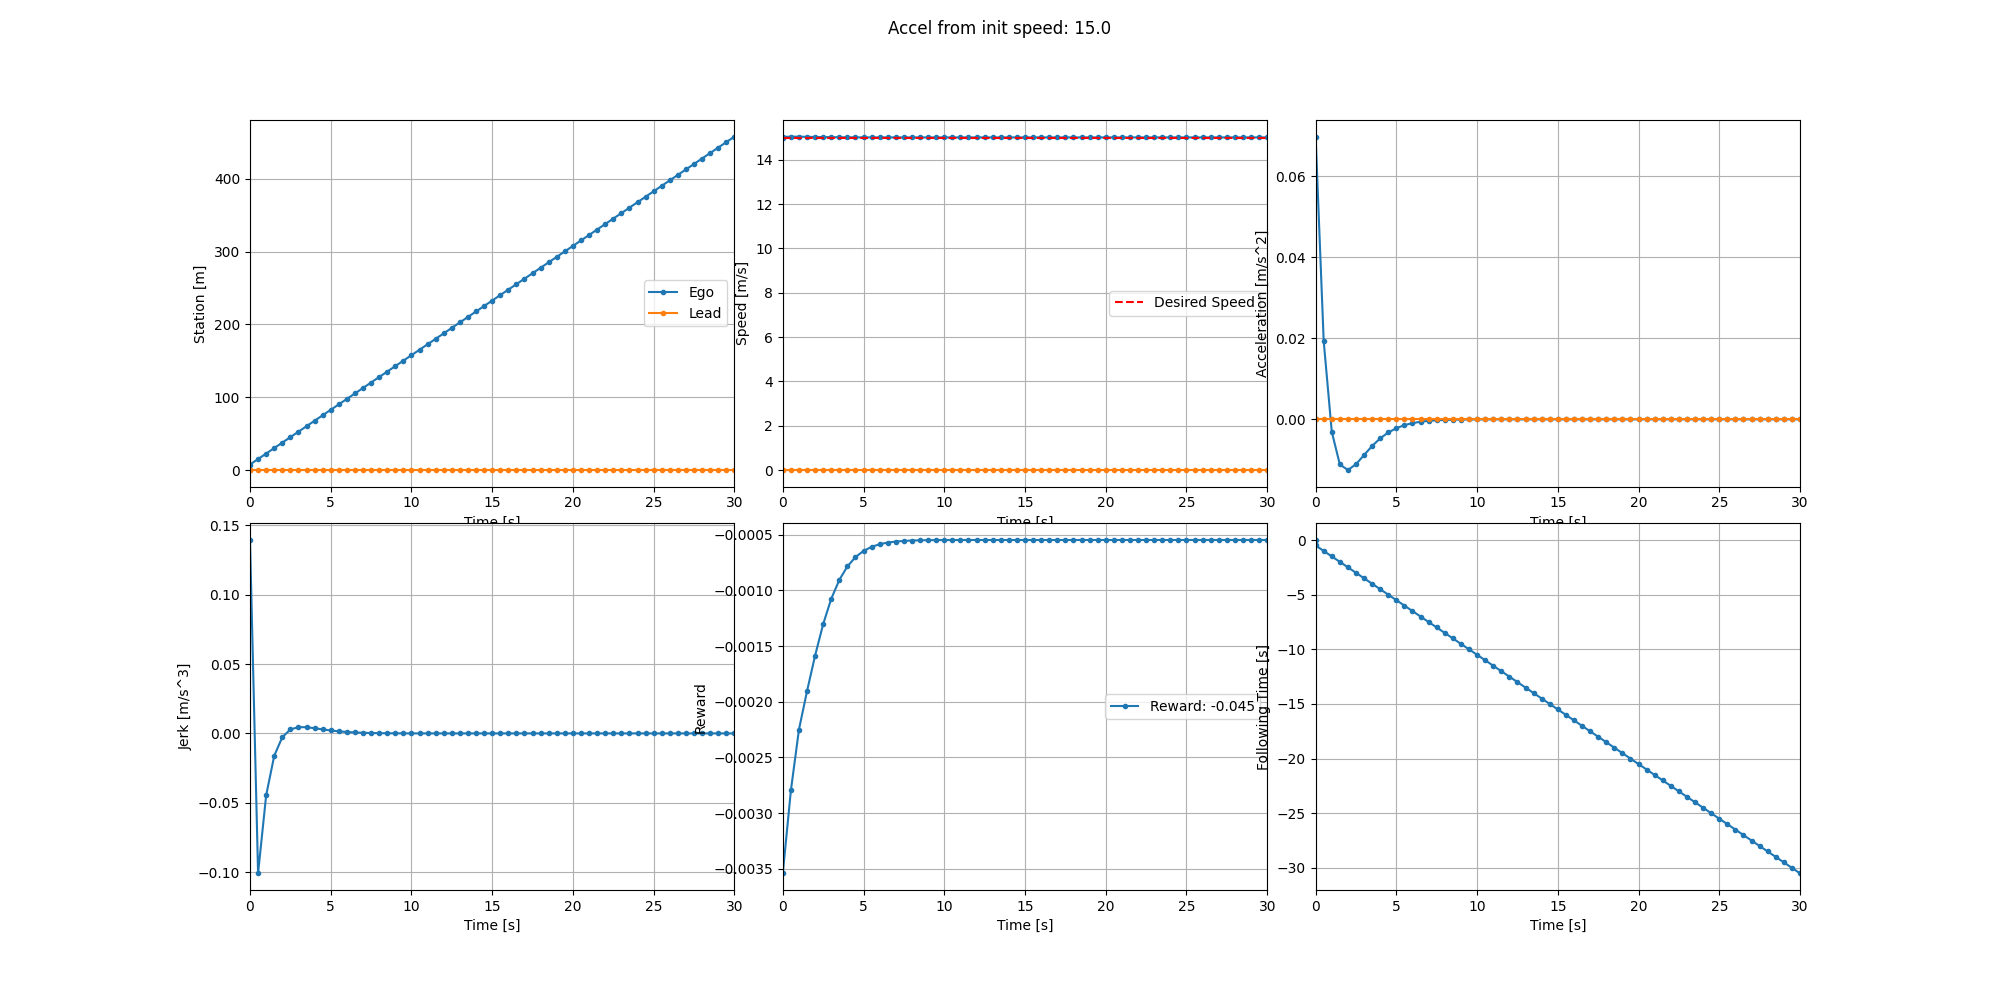 Accel from init speed: 15.0
400
300
200
100
0
Station [m]
Ego
Lead
0 5 10 15 20 25 30
Time [s]
14
12
10
8
6
4
2
0
Speed [m/s]
Desired Speed
0 5 10 15 20 25 30
Time [s]
0.06
0.04
0.02
0.00
Acceleration [m/s^2]
0 5 10 15 20 25 30
Time [s]
0.15
0.10
0.05
0.00
−0.05
−0.10
Jerk [m/s^3]
0 5 10 15 20 25 30
Time [s]
−0.0005
−0.0010
−0.0015
−0.0020
−0.0025
−0.0030
−0.0035
Reward
Reward: -0.045
0 5 10 15 20 25 30
Time [s]
0
−5
−10
−15
−20
−25
−30
Following Time [s]
0 5 10 15 20 25 30
Time [s]